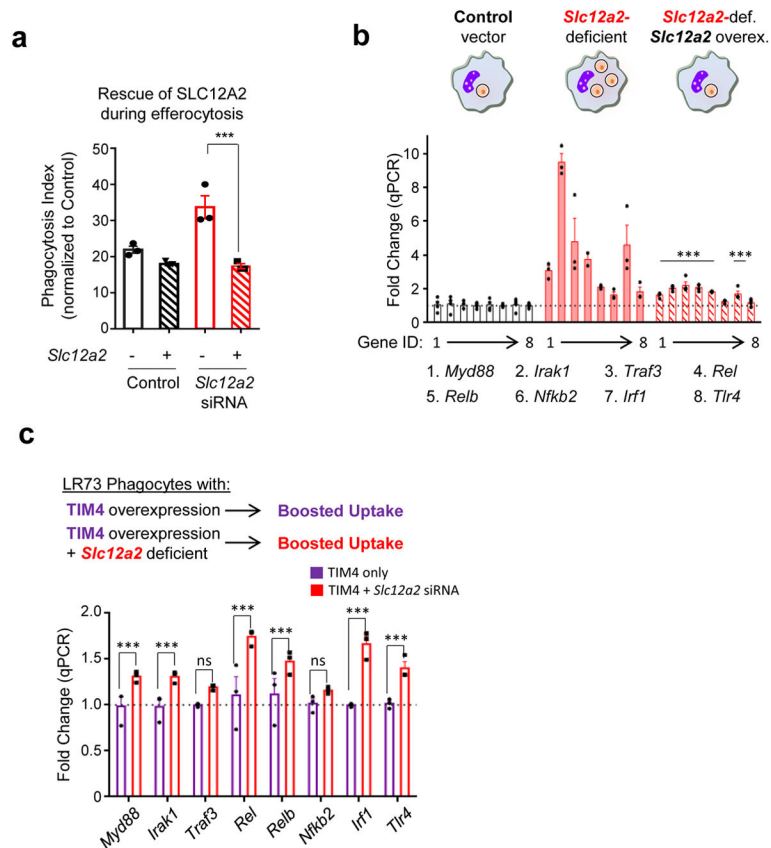 a
Rescue of SLC12A2
during efferocytosis
***
Phagocytosis Index
(normalized to Control)
50
40
30
20
10
0
Slc12a2
- + - +
Control
Slc12a2
siRNA
b
Control
vector
Slc12a2-
deficient
Slc12a2-def.
Slc12a2 overex.
Fold Change (qPCR)
10
8
6
4
2
0
*** ***
Gene ID: 1 8 1 8 1 8
1. Myd88 2. Irak1 3. Traf3 4. Rel
5. Relb 6. Nfkb2 7. Irf1 8. Tlr4
c
LR73 Phagocytes with:
TIM4 overexpression Boosted Uptake
TIM4 overexpression
+ Slc12a2 deficient Boosted Uptake
TIM4 only
TIM4 + Slc12a2 siRNA
Fold Change (qPCR)
2.0
1.5
1.0
0.5
0
*** *** ns *** *** ns *** ***
Myd88 Irak1 Traf3 Rel Relb Nfkb2 Irf1 Tlr4